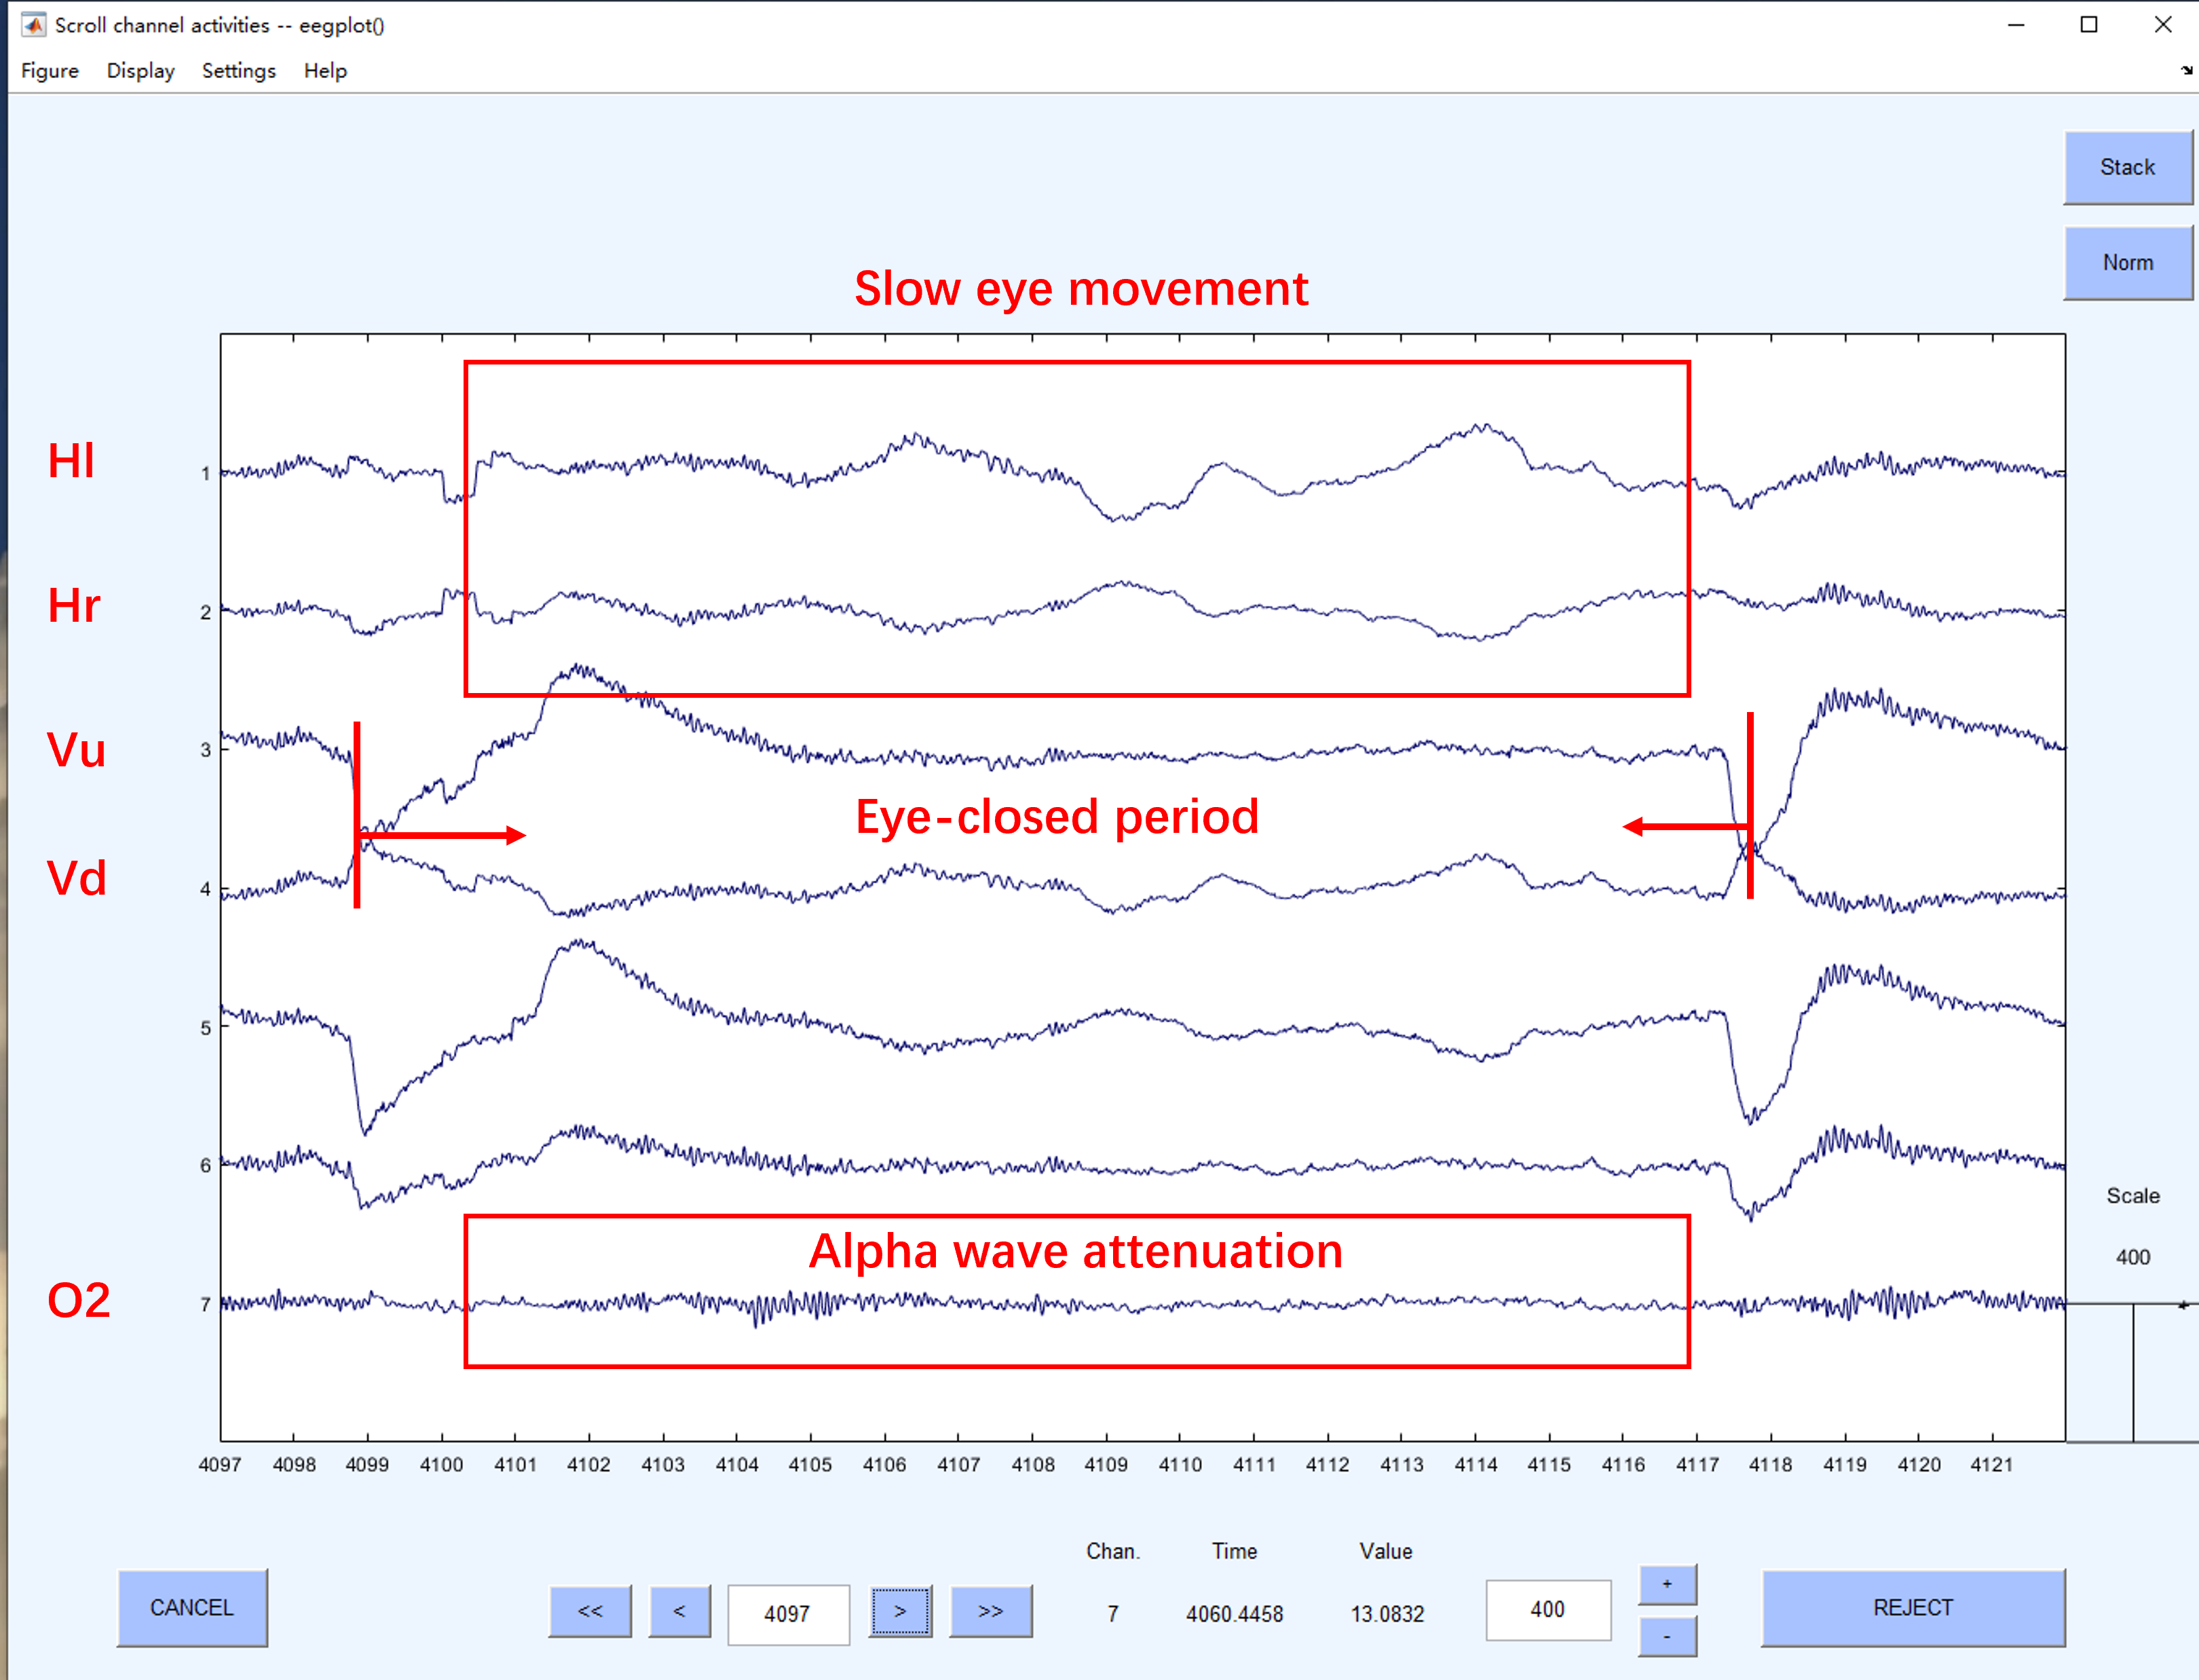 Scroll channel activities -- eegplot()
Figure Display Settings Help
Stack
Norm
Slow eye movement
Hl
1
Hr
2
Vu
3
Eye-closed period
Vd
4
5
6
Scale
400
Alpha wave attenuation
O2
7
4097 4098 4099 4100 4101 4102 4103 4104 4105 4106 4107 4108 4109 4110 4111 4112 4113 4114 4115 4116 4117 4118 4119 4120 4121
Chan. Time Value
CANCEL << < 4097 > >> 7 4060.4458 13.0832 400 + - REJECT